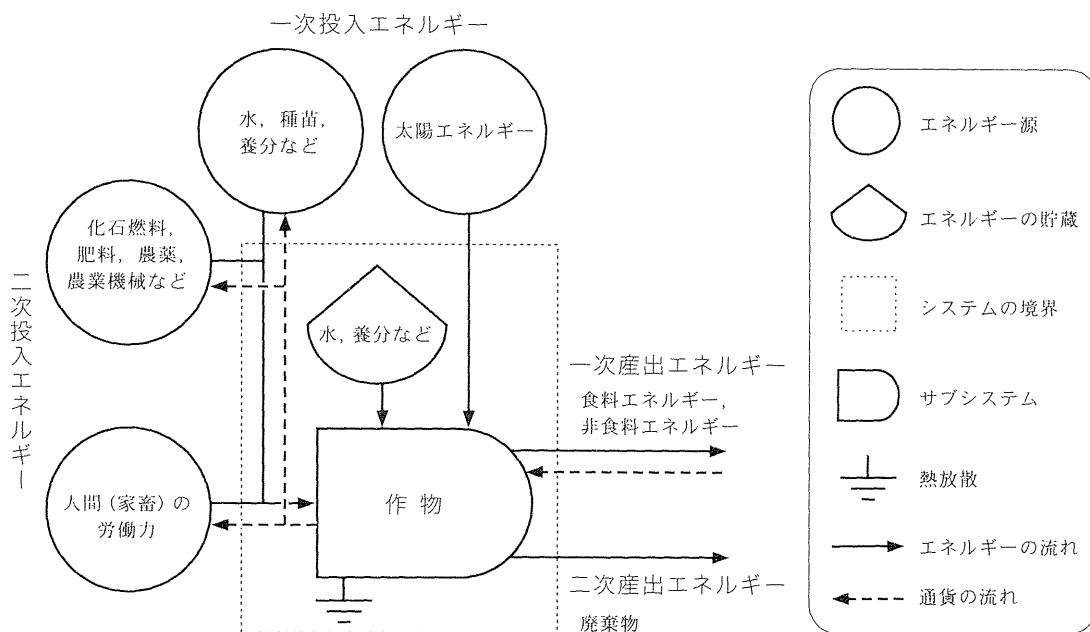 一次投入エネルギー
水，種苗，
養分など
太陽エネルギー
化石燃料，
肥料，農薬，
農業機械など
二次投入エネルギー
水，養分など
人間（家畜）の
労働力
作物
一次産出エネルギー
食料エネルギー，
非食料エネルギー
二次産出エネルギー
廃棄物
エネルギー源
エネルギーの貯蔵
システムの境界
サブシステム
熱放散
エネルギーの流れ
通貨の流れ